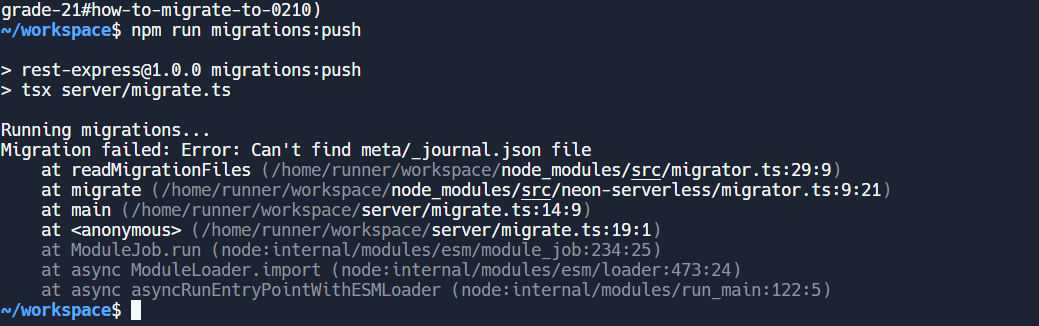 grade-21#how-to-migrate-to-0210)
~/workspace$ npm run migrations:push
> rest-express@1.0.0 migrations:push
> tsx server/migrate.ts
Running migrations...
Migration failed: Error: Can't find meta/_journal.json file
at readMigrationFiles (/home/runner/workspace/node_modules/src/migrator.ts:29:9)
at migrate (/home/runner/workspace/node_modules/src/neon-serverless/migrator.ts:9:21)
at main (/home/runner/workspace/server/migrate.ts:14:9)
at <anonymous> (/home/runner/workspace/server/migrate.ts:19:1)
at ModuleJob.run (node:internal/modules/esm/module_job:234:25)
at async ModuleLoader.import (node:internal/modules/esm/loader:473:24)
at async asyncRunEntryPointWithESMLoader (node:internal/modules/run_main:122:5)
~/workspace$